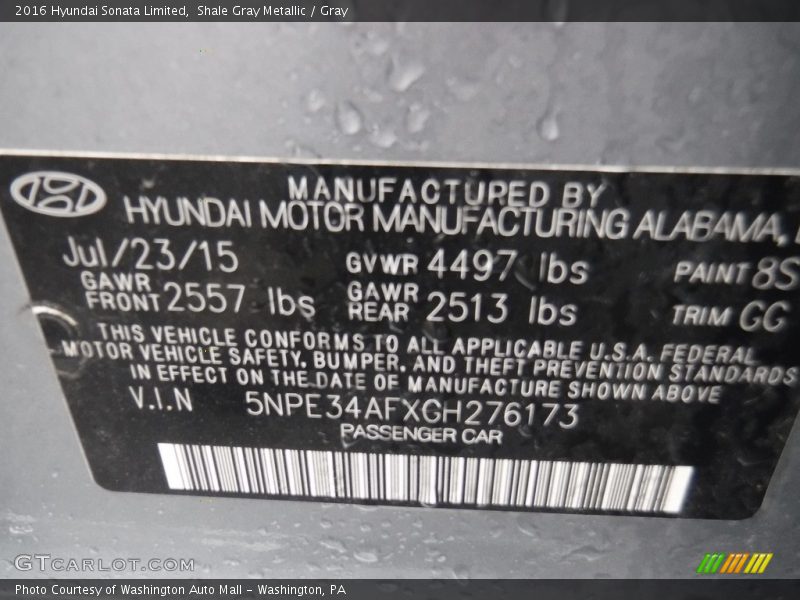 2016 Hyundai Sonata Limited, Shale Gray Metallic / Gray
MANUFACTURED BY
HYUNDAI MOTOR MANUFACTURING ALABAMA,
Jul/23/15 GVWR 4497 lbs PAINT 8S
GAWR FRONT 2557 lbs GAWR REAR 2513 lbs TRIM GG
THIS VEHICLE CONFORMS TO ALL APPLICABLE U.S.A. FEDERAL
MOTOR VEHICLE SAFETY, BUMPER, AND THEFT PREVENTION STANDARDS
IN EFFECT ON THE DATE OF MANUFACTURE SHOWN ABOVE
V.I.N 5NPE34AFXGH276173
PASSENGER CAR
GTCARLOT.COM
Photo Courtesy of Washington Auto Mall - Washington, PA